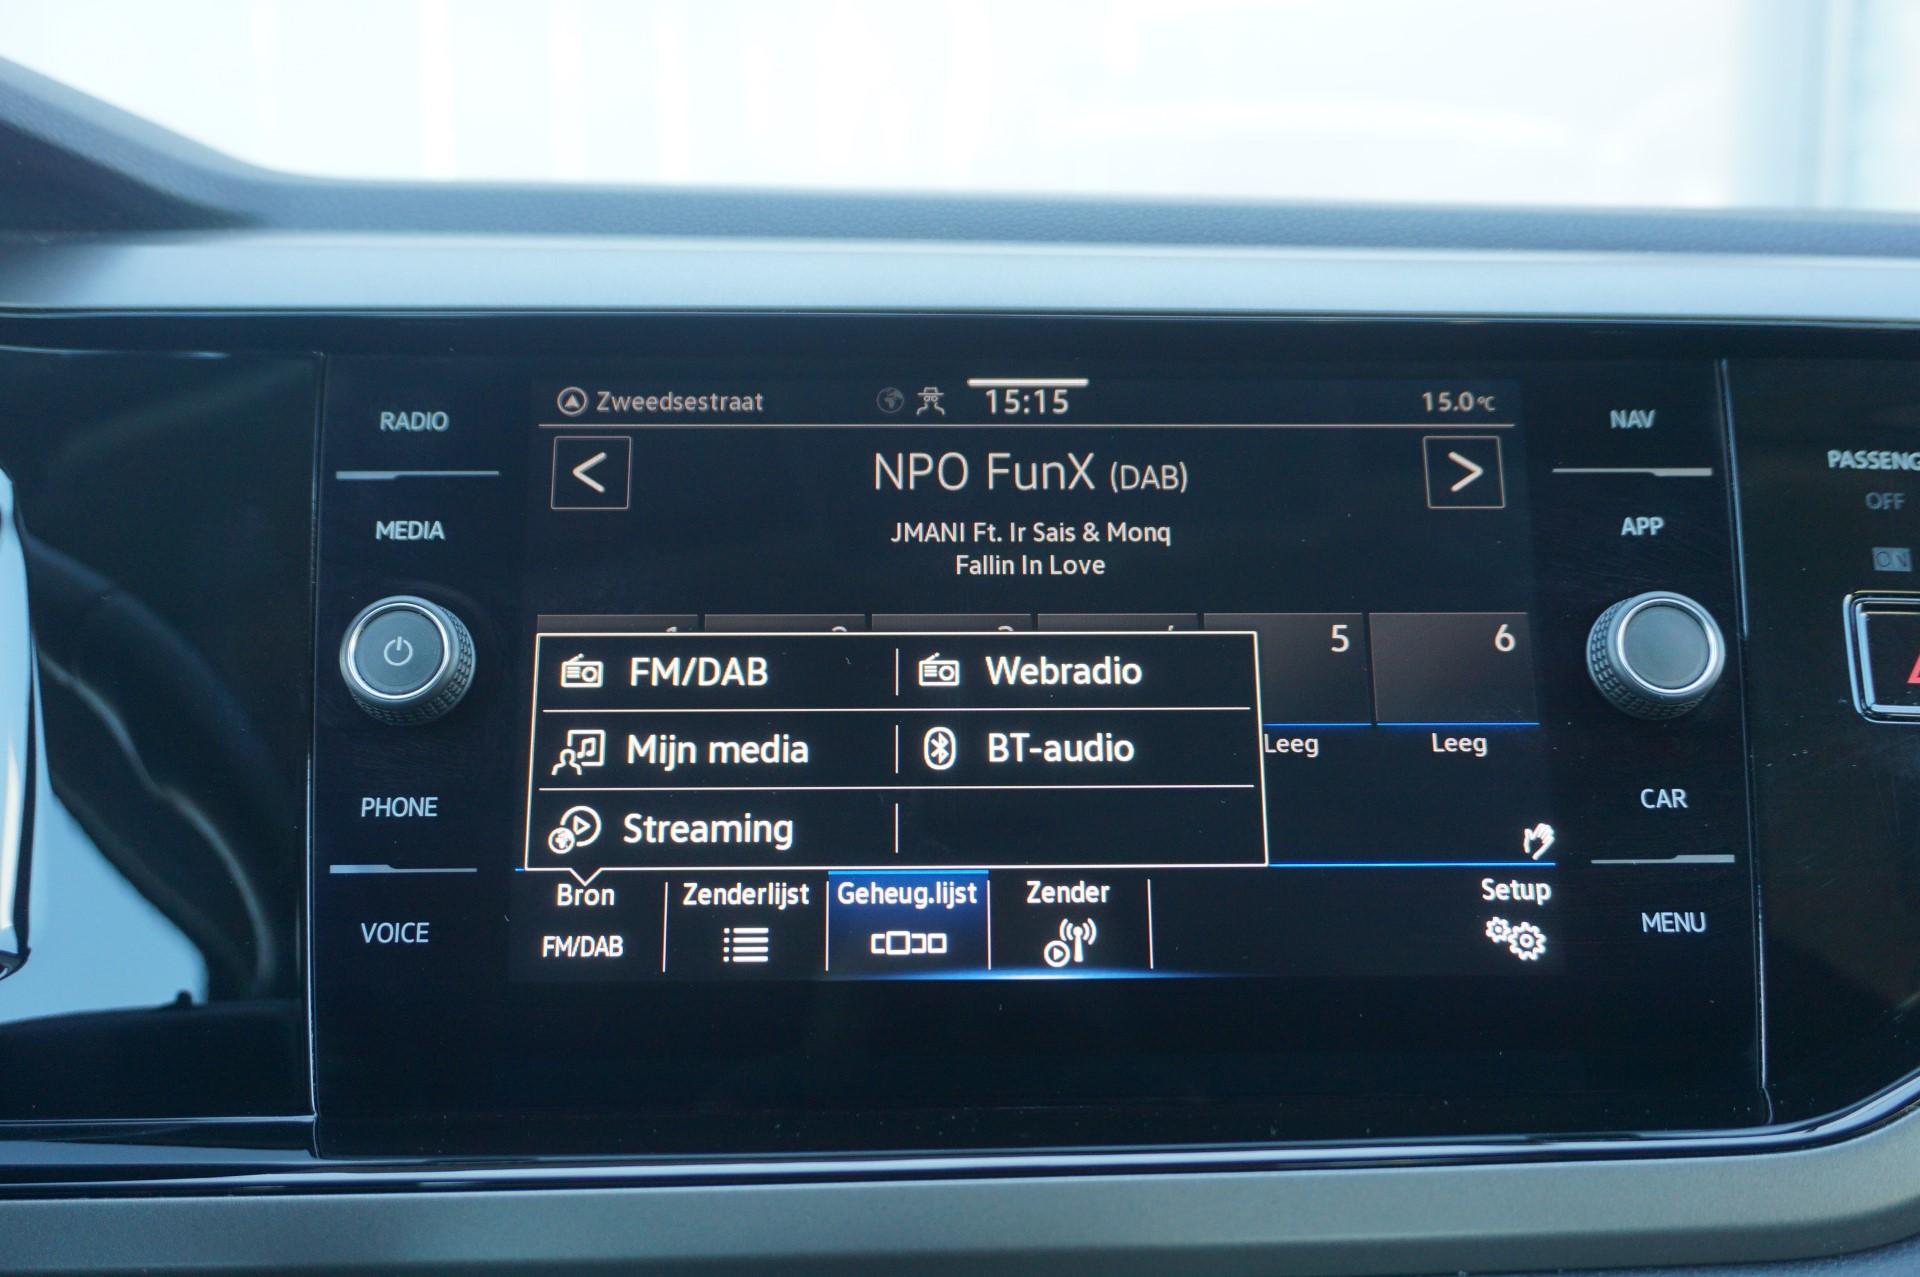 Zweedsestraat 15:15 15.0°C
RADIO
MEDIA
PHONE
VOICE
< NPO FunX (DAB) >
JMANI Ft. Ir Sais & Monq
Fallin In Love
5 6
FM/DAB Webradio
Mijn media BT-audio
Streaming
Leeg Leeg
Bron Zenderlijst Geheug.lijst Zender Setup
FM/DAB
NAV
APP
CAR
MENU
PASSENG
OFF
ON